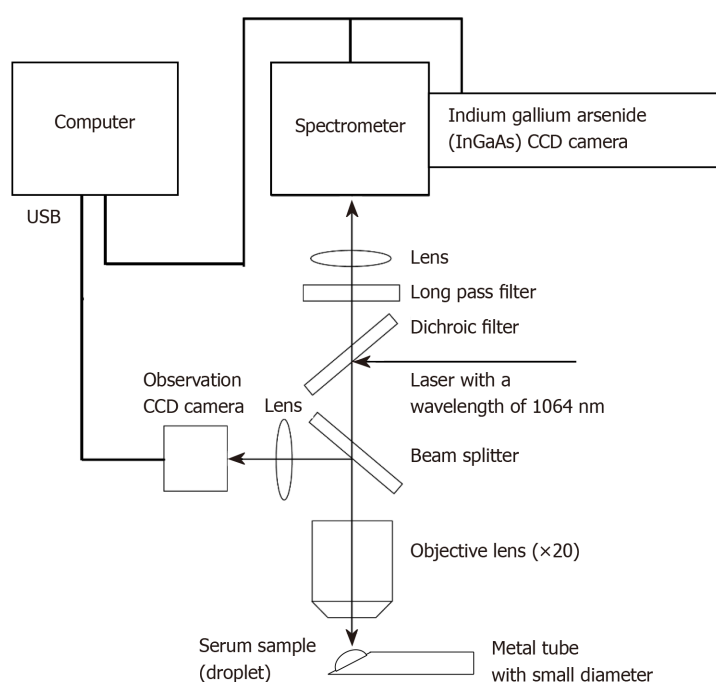 Computer
Spectrometer
Indium gallium arsenide
(InGaAs) CCD camera
USB
Lens
Long pass filter
Dichroic filter
Laser with a
wavelength of 1064 nm
Observation
CCD camera
Lens
Beam splitter
Objective lens (×20)
Serum sample
(droplet)
Metal tube
with small diameter